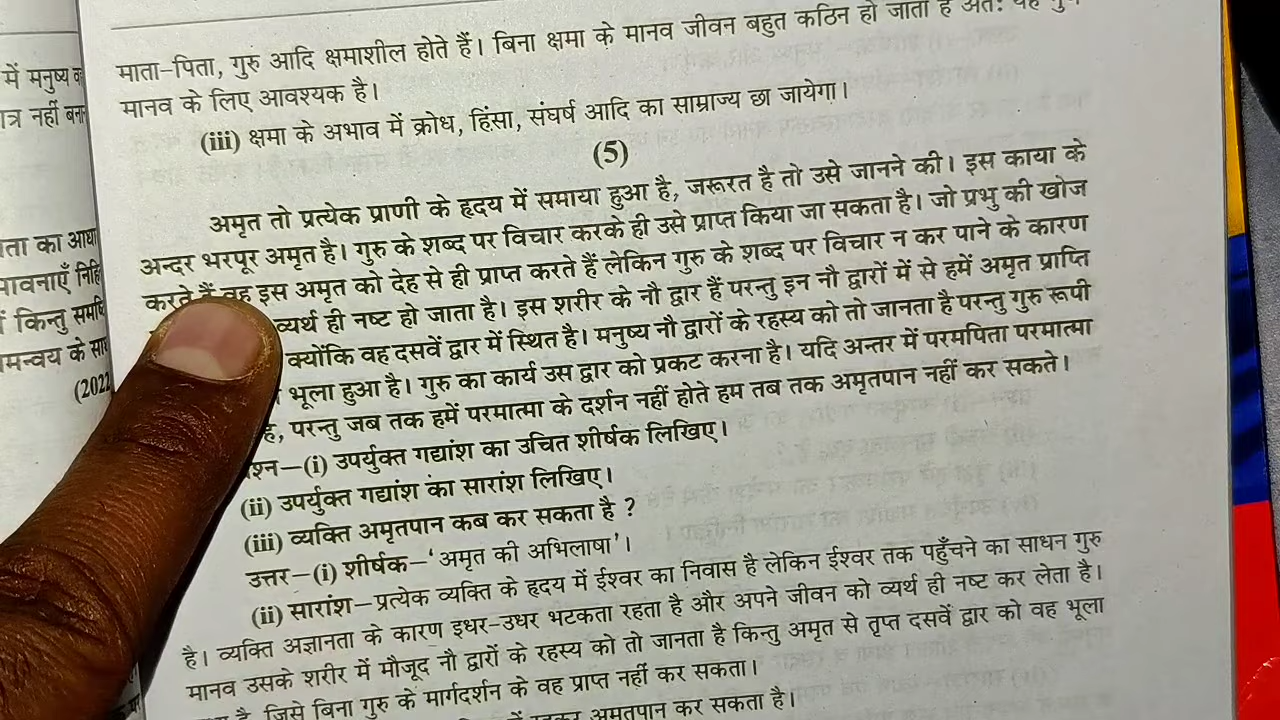 में मनुष्य
त्र नहीं
किन्तु
(2022
माता-पिता, गुरु आदि क्षमाशील होते हैं। बिना क्षमा के मानव जीवन बहुत कठिन हो जाता है अतः यह
मानव के लिए आवश्यक है।
(iii) क्षमा के अभाव में क्रोध, हिंसा, संघर्ष आदि का साम्राज्य छा जायेगा।
(5)
अमृत तो प्रत्येक प्राणी के हृदय में समाया हुआ है, जरूरत है तो उसे जानने की। इस काया के
अन्दर भरपूर अमृत है। गुरु के शब्द पर विचार करके ही उसे प्राप्त किया जा सकता है। जो प्रभु की खोज
करते हैं वह इस अमृत को देह से ही प्राप्त करते हैं लेकिन गुरु के शब्द पर विचार न कर पाने के कारण
व्यर्थ ही नष्ट हो जाता है। इस शरीर के नौ द्वार हैं परन्तु इन नौ द्वारों में से हमें अमृत प्राप्ति
क्योंकि वह दसवें द्वार में स्थित है। मनुष्य नौ द्वारों के रहस्य को तो जानता है परन्तु गुरु रूपी
भूला हुआ है। गुरु का कार्य उस द्वार को प्रकट करना है। यदि अन्तर में परमपिता परमात्मा
है, परन्तु जब तक हमें परमात्मा के दर्शन नहीं होते हम तब तक अमृतपान नहीं कर सकते।
श्न—(i) उपर्युक्त गद्यांश का उचित शीर्षक लिखिए।
(ii) उपर्युक्त गद्यांश का सारांश लिखिए।
(iii) व्यक्ति अमृतपान कब कर सकता है ?
उत्तर—(i) शीर्षक—'अमृत की अभिलाषा'।
(ii) सारांश—प्रत्येक व्यक्ति के हृदय में ईश्वर का निवास है लेकिन ईश्वर तक पहुँचने का साधन गुरु
है। व्यक्ति अज्ञानता के कारण इधर-उधर भटकता रहता है और अपने जीवन को व्यर्थ ही नष्ट कर लेता है।
मानव उसके शरीर में मौजूद नौ द्वारों के रहस्य को तो जानता है किन्तु अमृत से तृप्त दसवें द्वार को वह भूला
है, जिसे बिना गुरु के मार्गदर्शन के वह प्राप्त नहीं कर सकता।
अमृतपान कर सकता है।